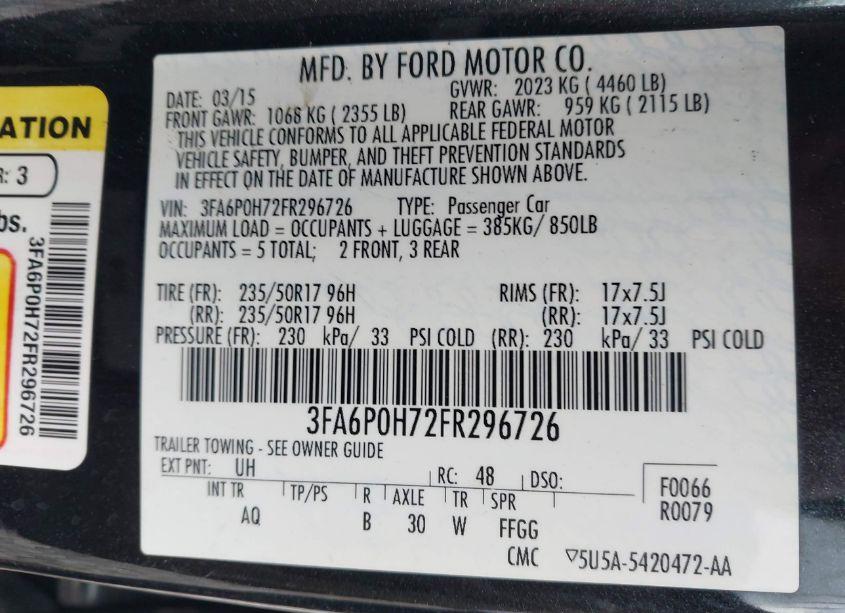 MFD. BY FORD MOTOR CO.
DATE: 03/15 GVWR: 2023 KG ( 4460 LB)
FRONT GAWR: 1068 KG ( 2355 LB) REAR GAWR: 959 KG ( 2115 LB)
THIS VEHICLE CONFORMS TO ALL APPLICABLE FEDERAL MOTOR
VEHICLE SAFETY, BUMPER, AND THEFT PREVENTION STANDARDS
IN EFFECT ON THE DATE OF MANUFACTURE SHOWN ABOVE.
VIN: 3FA6P0H72FR296726 TYPE: Passenger Car
MAXIMUM LOAD = OCCUPANTS + LUGGAGE = 385KG/ 850LB
OCCUPANTS = 5 TOTAL; 2 FRONT, 3 REAR
TIRE (FR): 235/50R17 96H RIMS (FR): 17x7.5J
(RR): 235/50R17 96H (RR): 17x7.5J
PRESSURE (FR): 230 kPa/ 33 PSI COLD (RR): 230 kPa/ 33 PSI COLD
3FA6P0H72FR296726
TRAILER TOWING - SEE OWNER GUIDE
EXT PNT: UH RC: 48 DSO:
INT TR TP/PS R AXLE TR SPR
AQ B 30 W FFGG
F0066
R0079
CMC ▽5U5A-5420472-AA
ATION
R: 3
bs.
3FA6P0H72FR296726